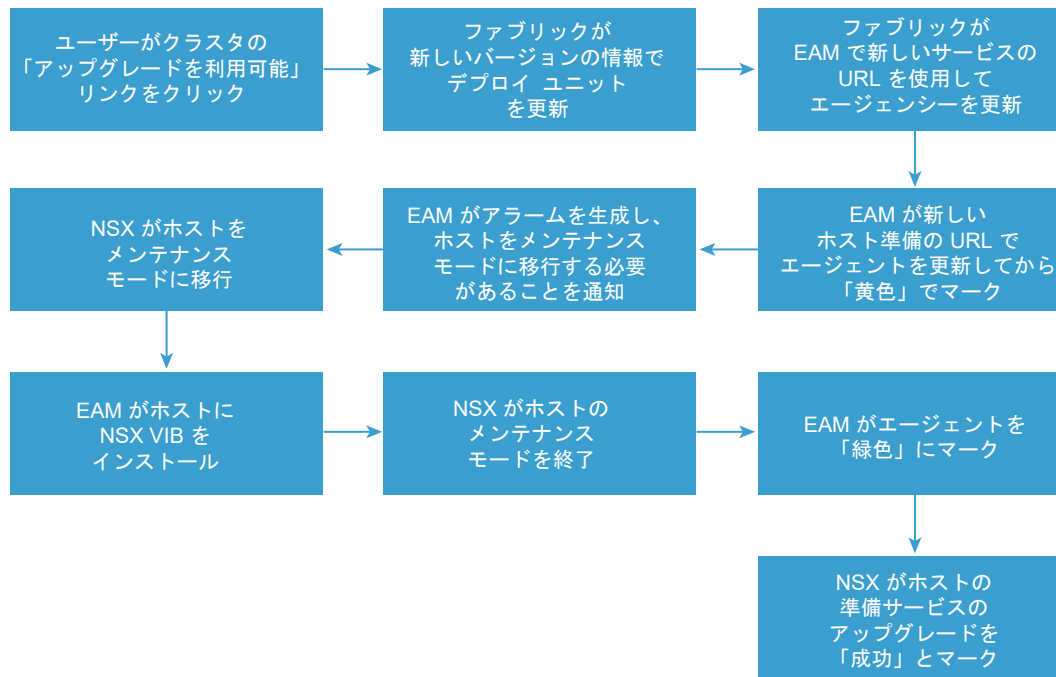 ユーザーがクラスタの
「アップグレードを利用可能」
リンクをクリック
ファブリックが
新しいバージョンの情報で
デプロイ ユニット
を更新
ファブリックが
EAM で新しいサービスの
URL を使用して
エージェンシーを更新
EAM が新しい
ホスト準備の URL で
エージェントを更新してから
「黄色」でマーク
EAM がアラームを生成し、
ホストをメンテナンス
モードに移行する必要
があることを通知
NSX がホストを
メンテナンス
モードに移行
EAM がホストに
NSX VIB を
インストール
NSX がホストの
メンテナンス
モードを終了
EAM がエージェントを
「緑色」にマーク
NSX がホストの
準備サービスの
アップグレードを
「成功」とマーク